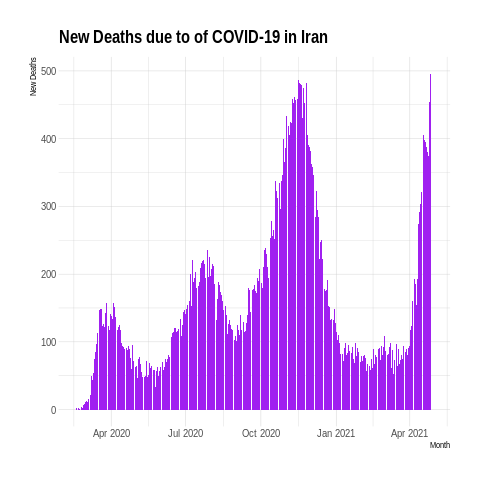 New Deaths due to of COVID-19 in Iran
New Deaths
500
400
300
200
100
0
Apr 2020 Jul 2020 Oct 2020 Jan 2021 Apr 2021
Month